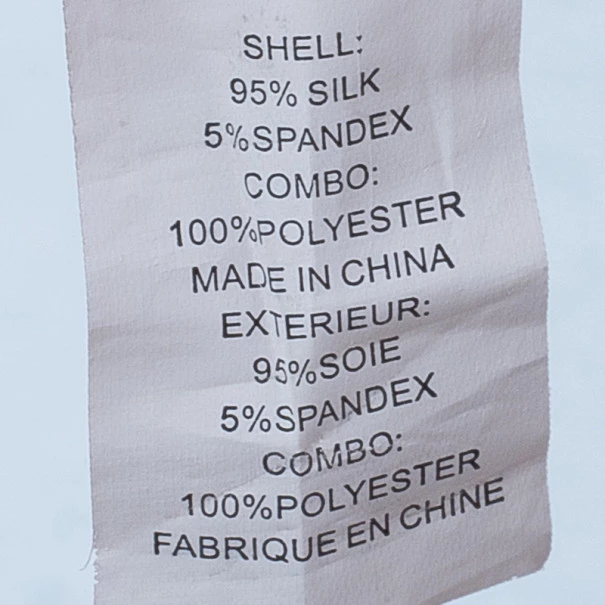 SHELL:
95% SILK
5%SPANDEX
COMBO:
100%POLYESTER
MADE IN CHINA
EXTERIEUR:
95%SOIE
5%SPANDEX
COMBO:
100%POLYESTER
FABRIQUE EN CHINE